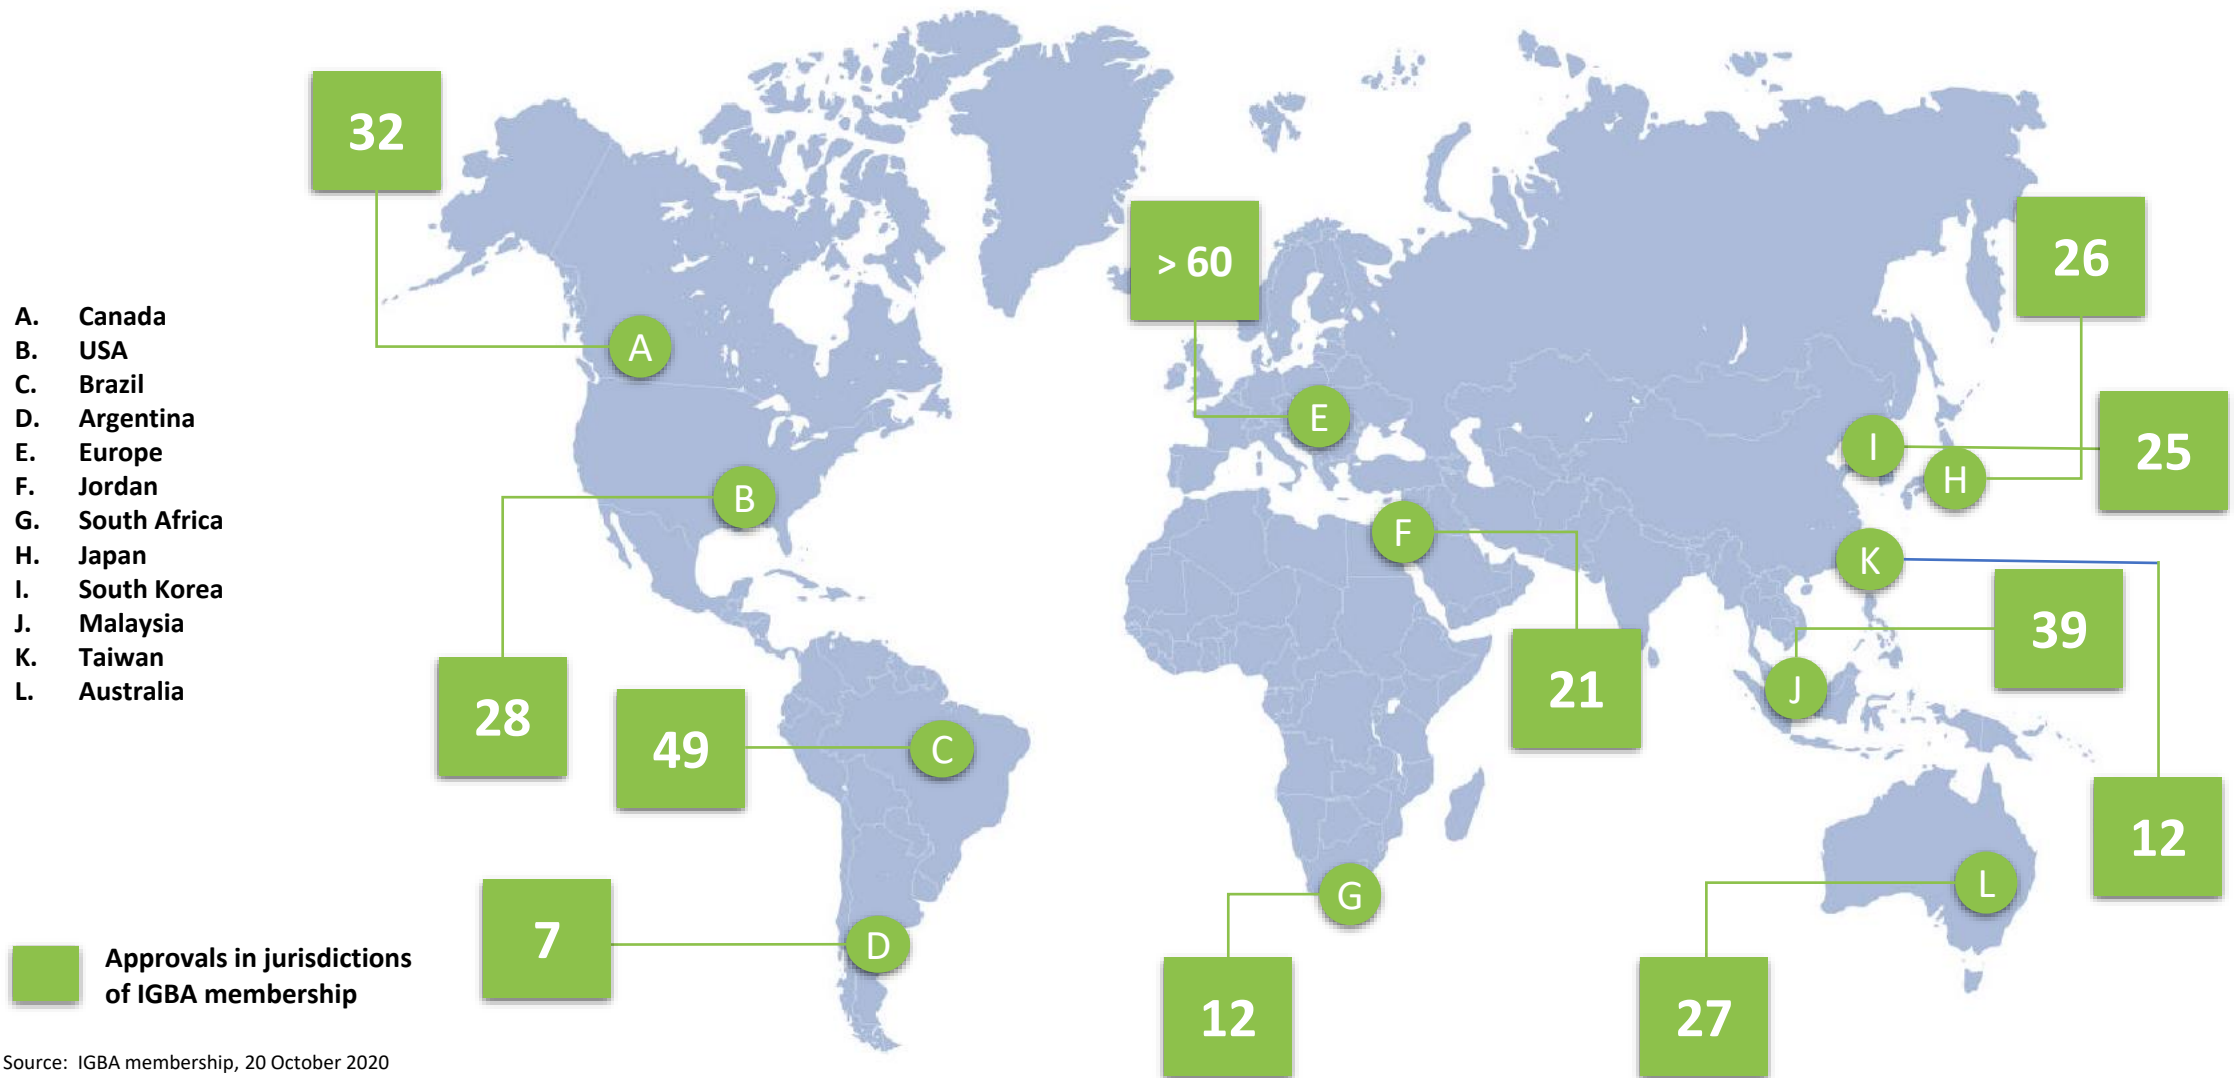 32
> 60
26
A. Canada
B. USA
C. Brazil
D. Argentina
E. Europe
F. Jordan
G. South Africa
H. Japan
I. South Korea
J. Malaysia
K. Taiwan
L. Australia
A
E
I
25
H
B
F
K
39
28
49
C
21
J
12
7
D
G
L
12
27
Approvals in jurisdictions
of IGBA membership
Source: IGBA membership, 20 October 2020